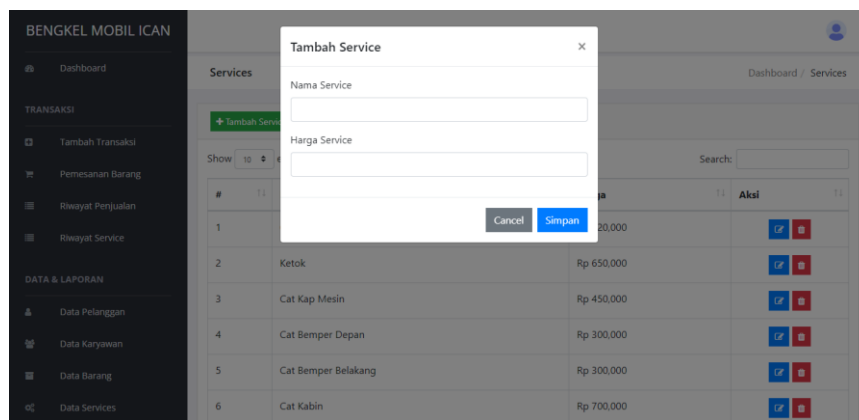 BENGKEL MOBIL ICAN
Dashboard
TRANSAKSI
Tambah Transaksi
Pemesanan Barang
Riwayat Penjualan
Riwayat Service
DATA & LAPORAN
Data Pelanggan
Data Karyawan
Data Barang
Data Services
Services
Dashboard / Services
Tambah Service
×
Nama Service
Harga Service
Cancel Simpan
+ Tambah
Show 10
Search:
# Aksi
1 20,000
2 Ketok Rp 650,000
3 Cat Kap Mesin Rp 450,000
4 Cat Bemper Depan Rp 300,000
5 Cat Bemper Belakang Rp 300,000
6 Cat Kabin Rp 700,000